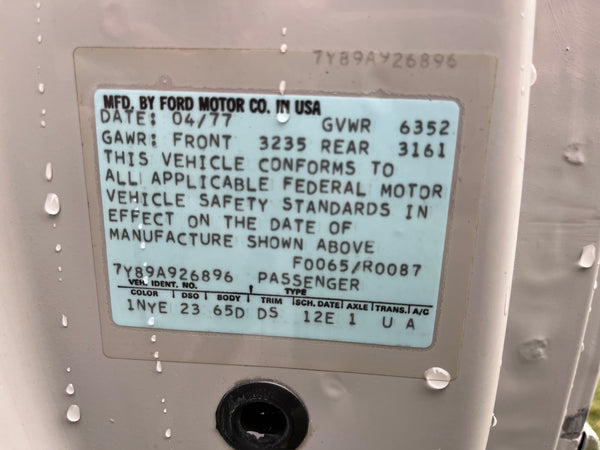 7Y89A926896
MFD. BY FORD MOTOR CO. IN USA
DATE: 04/77 GVWR 6352
GAWR: FRONT 3235 REAR 3161
THIS VEHICLE CONFORMS TO
ALL APPLICABLE FEDERAL MOTOR
VEHICLE SAFETY STANDARDS IN
EFFECT ON THE DATE OF
MANUFACTURE SHOWN ABOVE
F0065/R0087
7Y89A926896 PASSENGER
VEH. IDENT. NO. TYPE
COLOR DSO BODY TRIM SCH. DATE AXLE TRANS. A/C
1NYE 23 65D DS 12E 1 U A